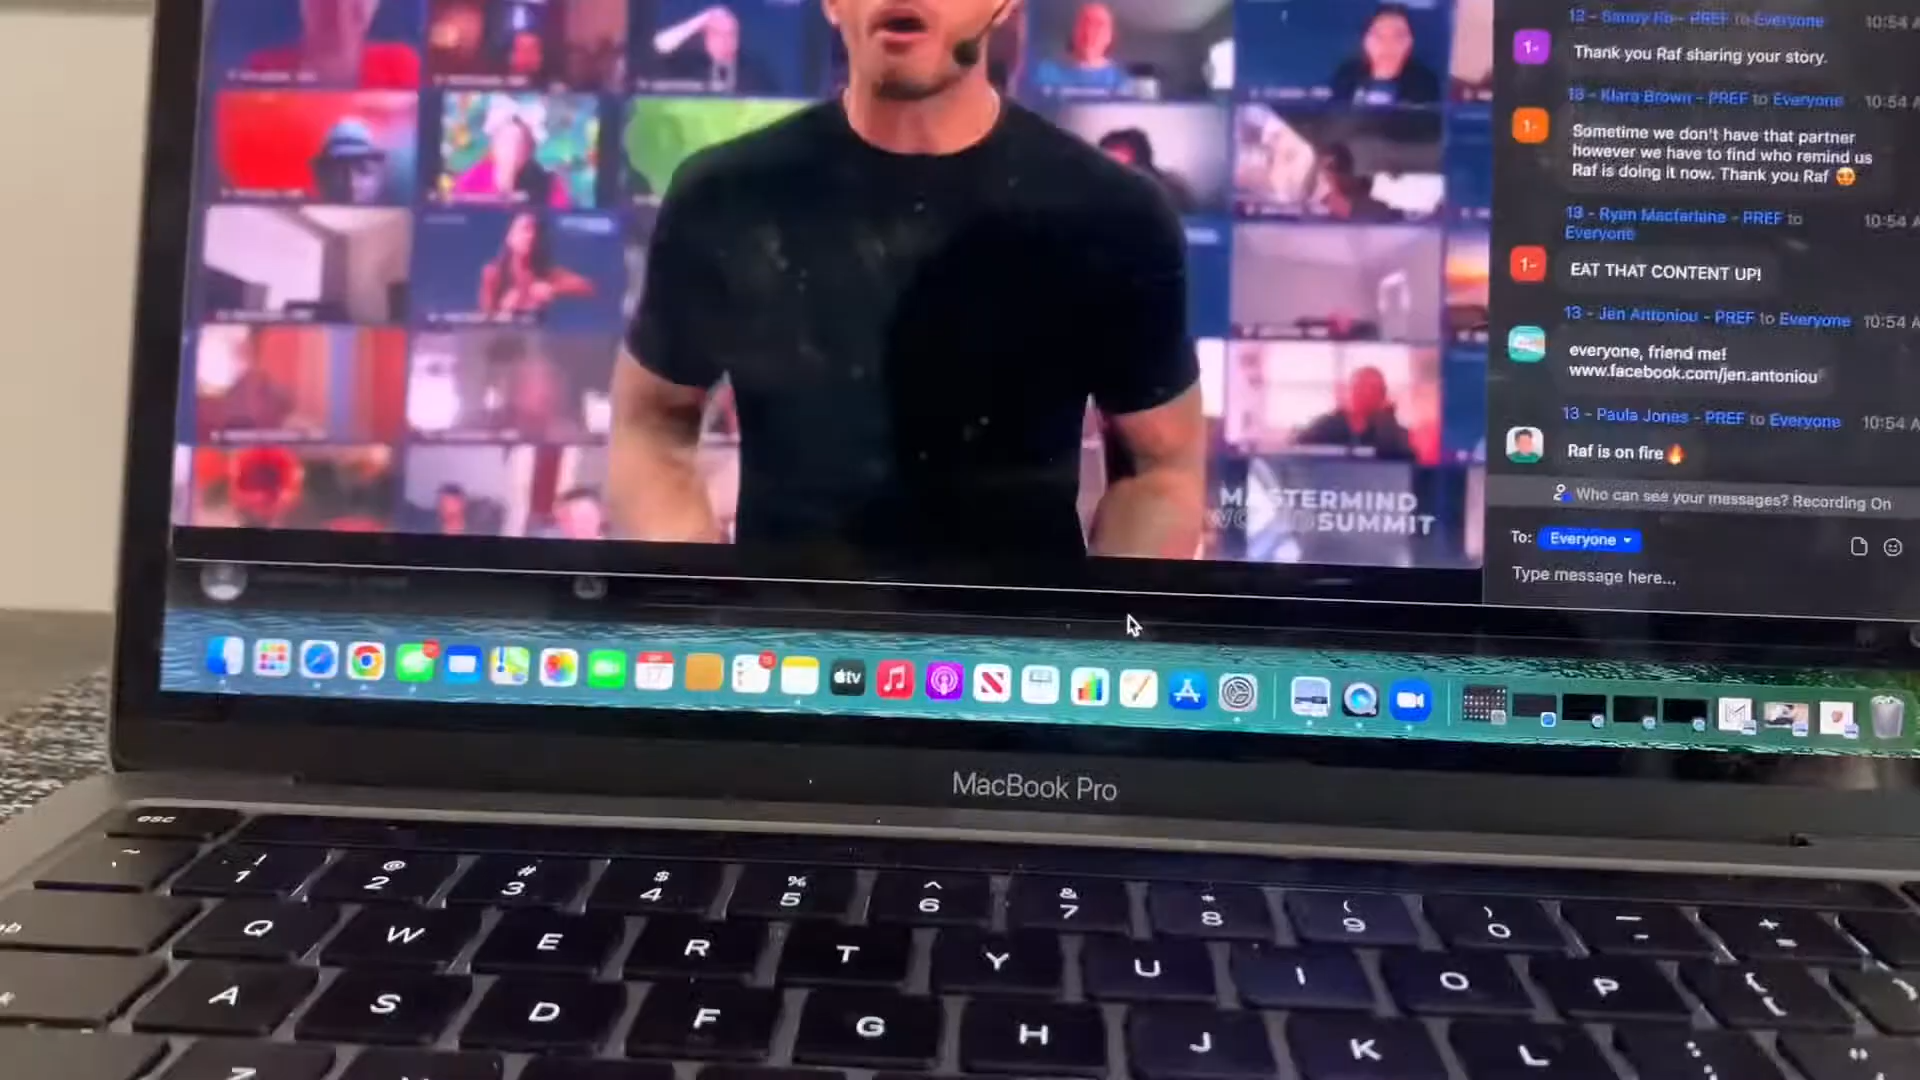 13 - Sandy Ho - PREF to Everyone 10:54
Thank you Raf sharing your story.
13 - Klara Brown - PREF to Everyone 10:54 A
Sometime we don't have that partner
however we have to find who remind us
Raf is doing it now. Thank you Raf 🥰
13 - Ryan Macfarlane - PREF to
Everyone
10:54 A
EAT THAT CONTENT UP!
13 - Jen Antoniou - PREF to Everyone 10:54 A
everyone, friend me!
www.facebook.com/jen.antoniou
13 - Paula Jones - PREF to Everyone 10:54 A
Raf is on fire🔥
Who can see your messages? Recording On
To: Everyone
Type message here...
MASTERMIND
WORLD SUMMIT
tv
MacBook Pro
esc
~
! 1 @ 2 # 3 $ 4 % 5 ^ 6 & 7 * 8 ( 9 ) 0 _ - + =
Q W E R T Y U I O P
A S D F G H J K L
Z